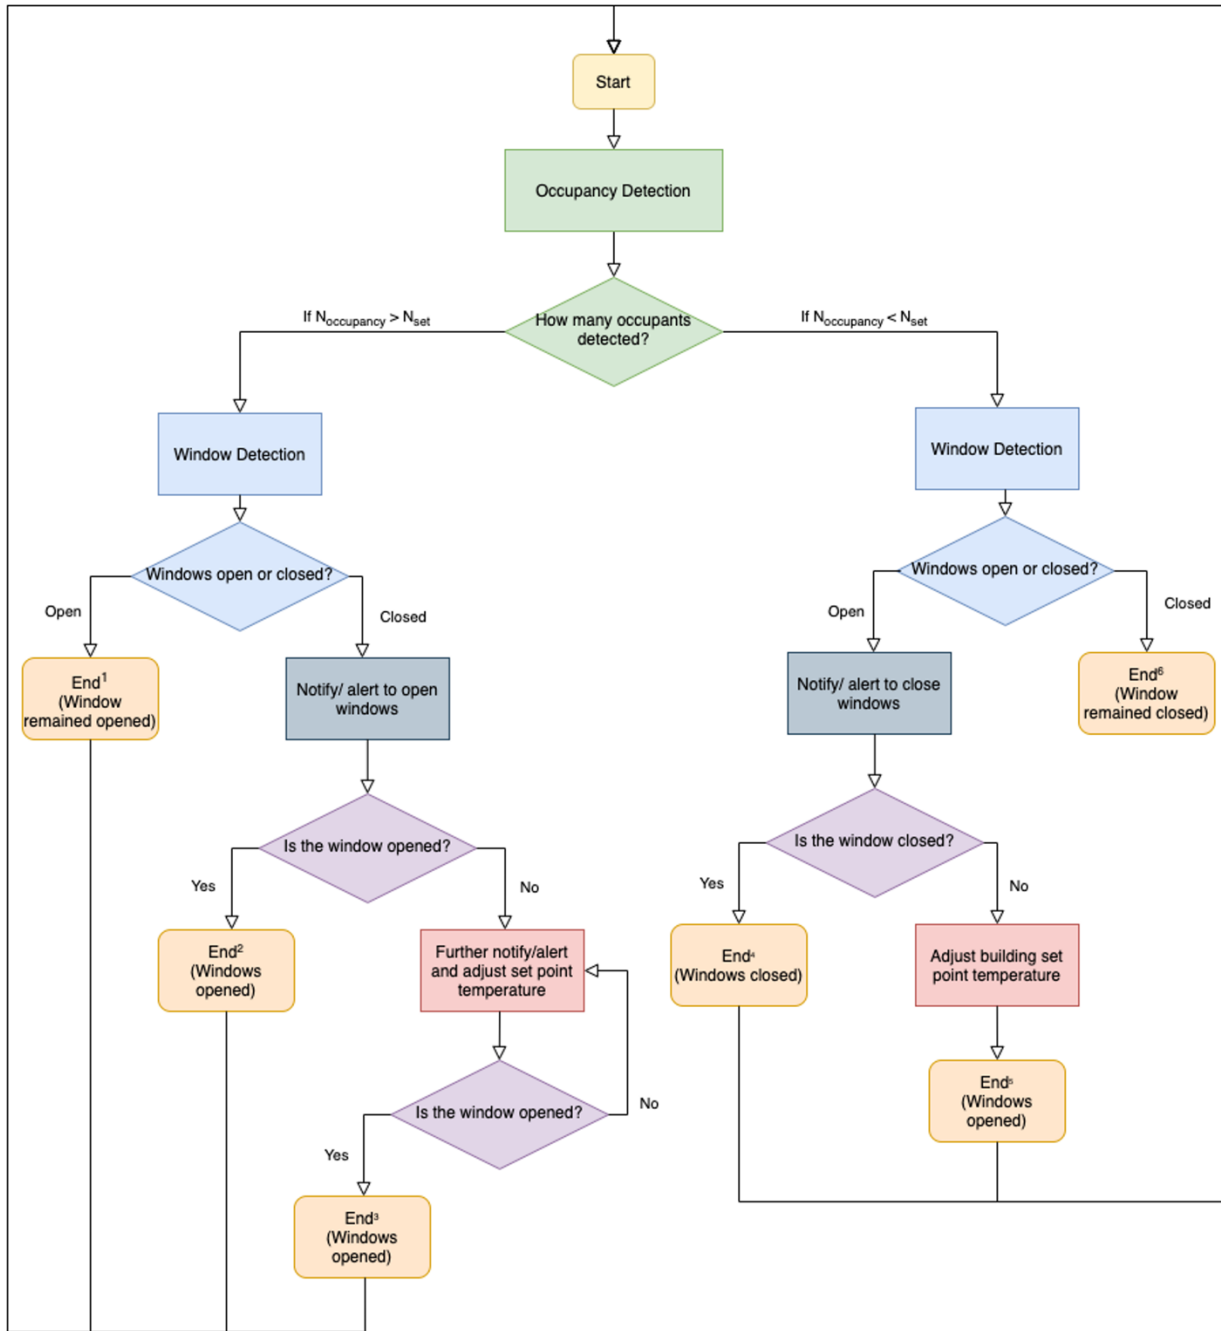 Start
Occupancy Detection
If Noccupancy > Nset
How many occupants
detected?
If Noccupancy < Nset
Window Detection
Window Detection
Windows open or closed?
Windows open or closed?
Open
Closed
Open
Closed
End¹
(Window
remained opened)
Notify/ alert to open
windows
Notify/ alert to close
windows
End⁶
(Window
remained closed)
Is the window opened?
Is the window closed?
Yes
No
Yes
No
End²
(Windows
opened)
Further notify/alert
and adjust set point
temperature
End⁴
(Windows closed)
Adjust building set
point temperature
Is the window opened?
No
Yes
End⁵
(Windows
opened)
End³
(Windows
opened)